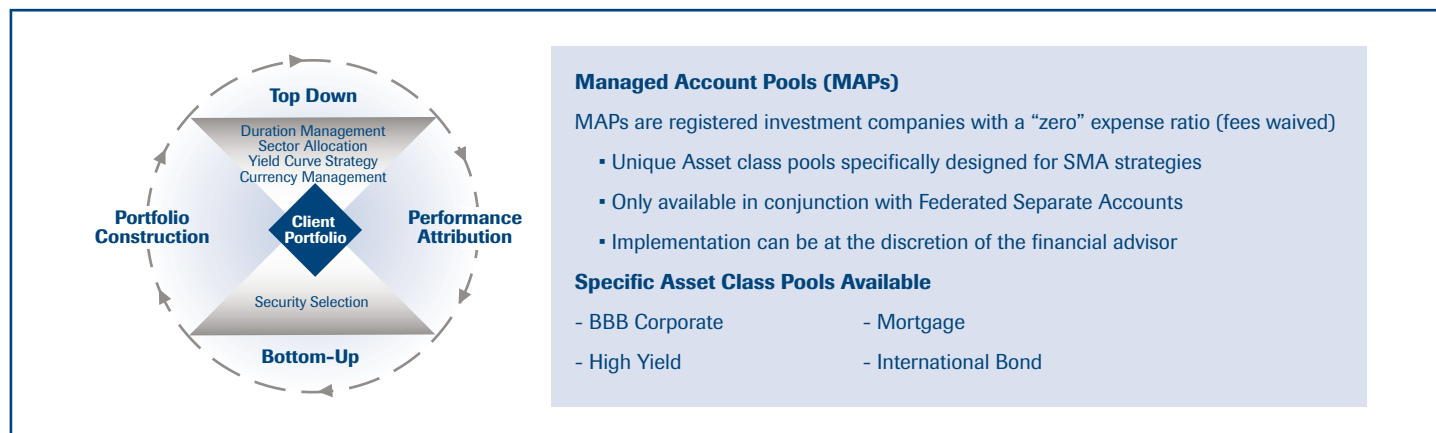 Top Down
Duration Management
Sector Allocation
Yield Curve Strategy
Currency Management
Portfolio
Construction
Client
Portfolio
Performance
Attribution
Security Selection
Bottom-Up
Managed Account Pools (MAPs)
MAPs are registered investment companies with a “zero” expense ratio (fees waived)
▪ Unique Asset class pools specifically designed for SMA strategies
▪ Only available in conjunction with Federated Separate Accounts
▪ Implementation can be at the discretion of the financial advisor
Specific Asset Class Pools Available
- BBB Corporate - Mortgage
- High Yield - International Bond